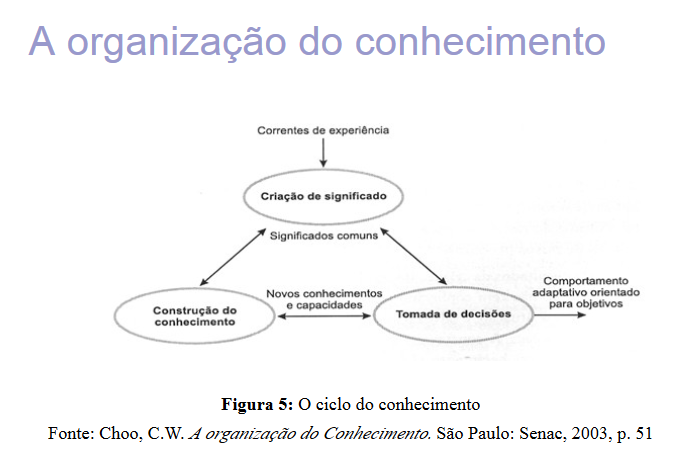 A organização do conhecimento
Correntes de experiência
Criação de significado
Significados comuns
Novos conhecimentos
e capacidades
Construção do
conhecimento
Tomada de decisões
Comportamento
adaptativo orientado
para objetivos
Figura 5: O ciclo do conhecimento
Fonte: Choo, C.W. A organização do Conhecimento. São Paulo: Senac, 2003, p. 51